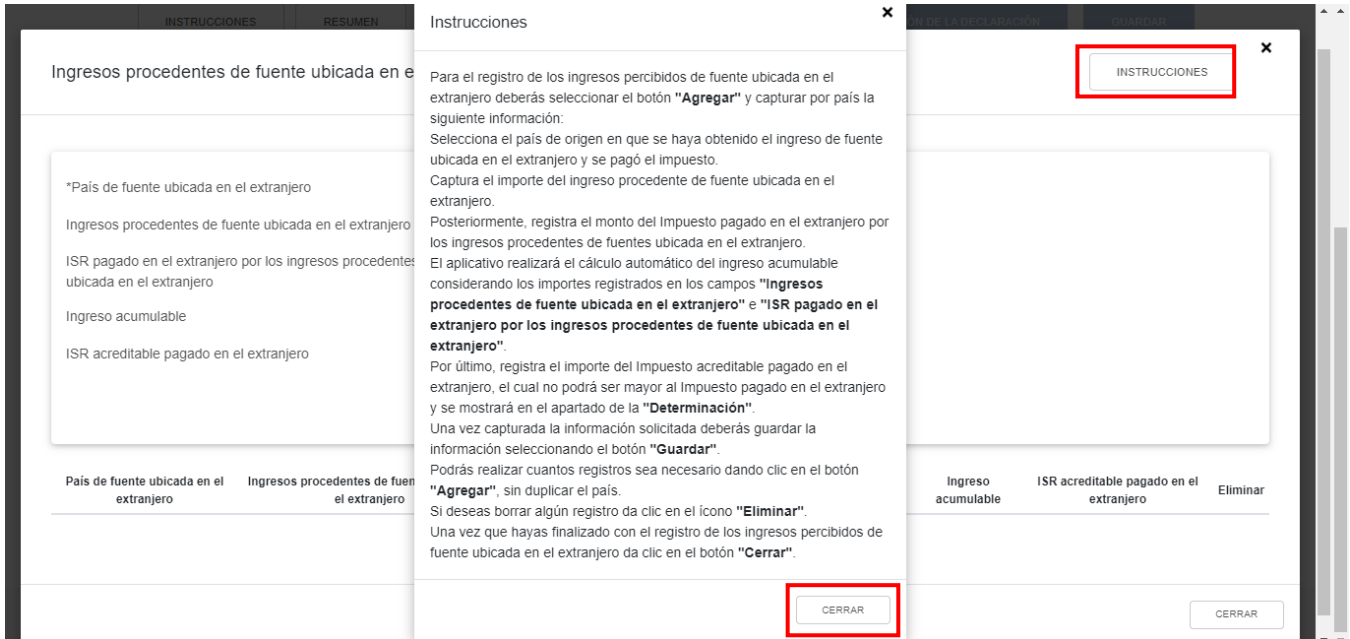 INSTRUCCIONES RESUMEN ÓN DE LA DECLARACIÓN GUARDAR
Ingresos procedentes de fuente ubicada en e
INSTRUCCIONES
*País de fuente ubicada en el extranjero
Ingresos procedentes de fuente ubicada en el extranjero
ISR pagado en el extranjero por los ingresos procedentes
ubicada en el extranjero
Ingreso acumulable
ISR acreditable pagado en el extranjero
País de fuente ubicada en el Ingresos procedentes de fuen Ingreso ISR acreditable pagado en el Eliminar
extranjero el extranjero acumulable extranjero
CERRAR
Instrucciones
Para el registro de los ingresos percibidos de fuente ubicada en el
extranjero deberás seleccionar el botón "Agregar" y capturar por país la
siguiente información:
Selecciona el país de origen en que se haya obtenido el ingreso de fuente
ubicada en el extranjero y se pagó el impuesto.
Captura el importe del ingreso procedente de fuente ubicada en el
extranjero.
Posteriormente, registra el monto del Impuesto pagado en el extranjero por
los ingresos procedentes de fuentes ubicada en el extranjero.
El aplicativo realizará el cálculo automático del ingreso acumulable
considerando los importes registrados en los campos "Ingresos
procedentes de fuente ubicada en el extranjero" e "ISR pagado en el
extranjero por los ingresos procedentes de fuente ubicada en el
extranjero".
Por último, registra el importe del Impuesto acreditable pagado en el
extranjero, el cual no podrá ser mayor al Impuesto pagado en el extranjero
y se mostrará en el apartado de la "Determinación".
Una vez capturada la información solicitada deberás guardar la
información seleccionando el botón "Guardar".
Podrás realizar cuantos registros sea necesario dando clic en el botón
"Agregar", sin duplicar el país.
Si deseas borrar algún registro da clic en el ícono "Eliminar".
Una vez que hayas finalizado con el registro de los ingresos percibidos de
fuente ubicada en el extranjero da clic en el botón "Cerrar".
CERRAR